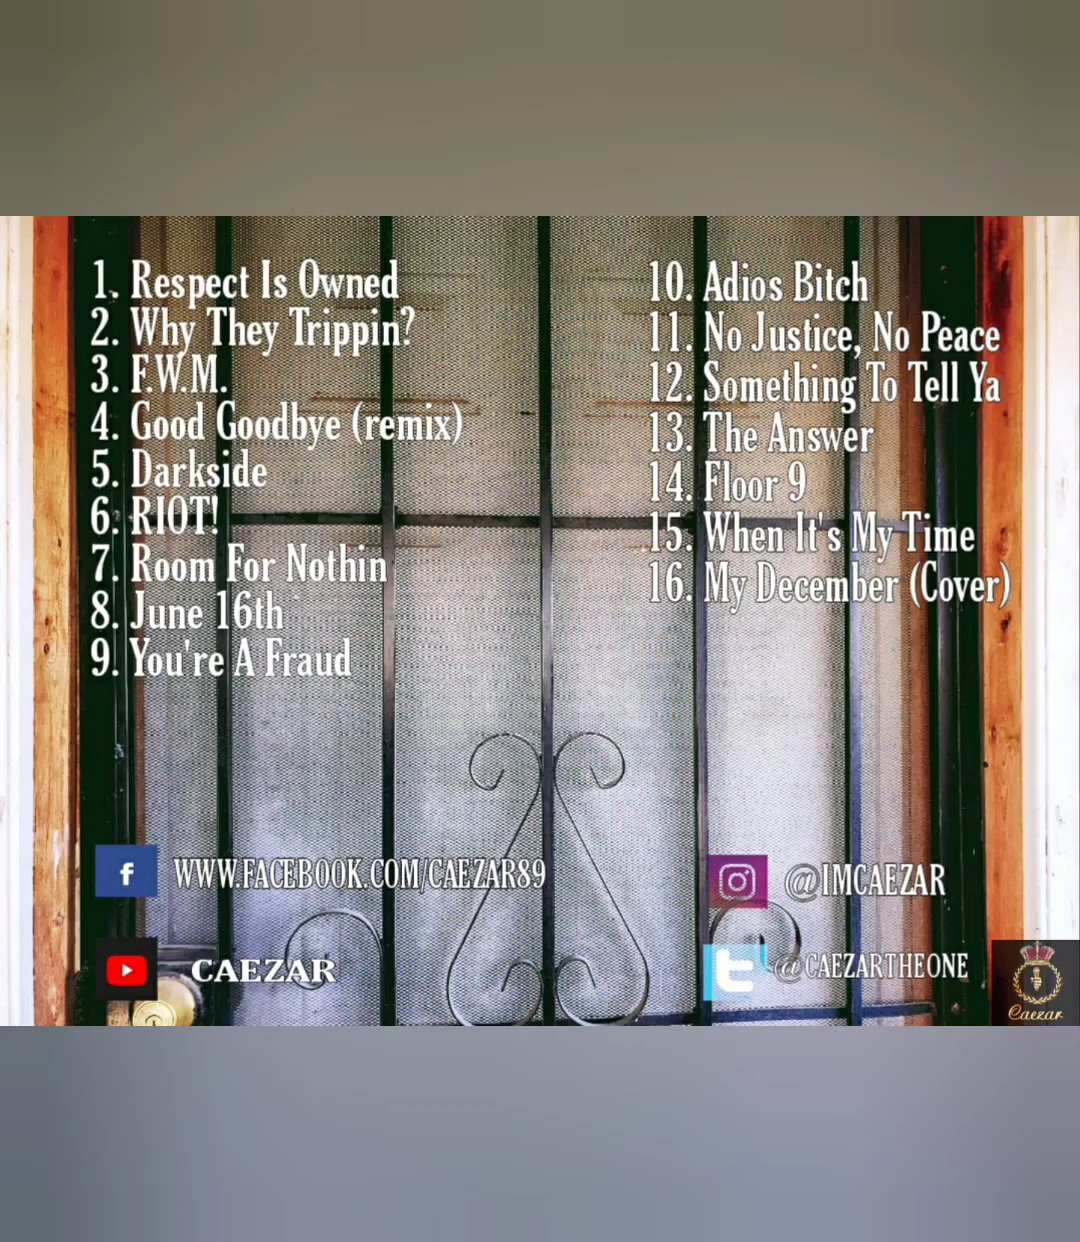 1. Respect Is Owned
2. Why They Trippin?
3. F.W.M.
4. Good Goodbye (remix)
5. Darkside
6. RIOT!
7. Room For Nothin
8. June 16th
9. You're A Fraud
10. Adios Bitch
11. No Justice, No Peace
12. Something To Tell Ya
13. The Answer
14. Floor 9
15. When It's My Time
16. My December (Cover)
WWW.FACEBOOK.COM/CAEZAR89
CAEZAR
@IMCAEZAR
@CAEZARTHEONE
Caezar